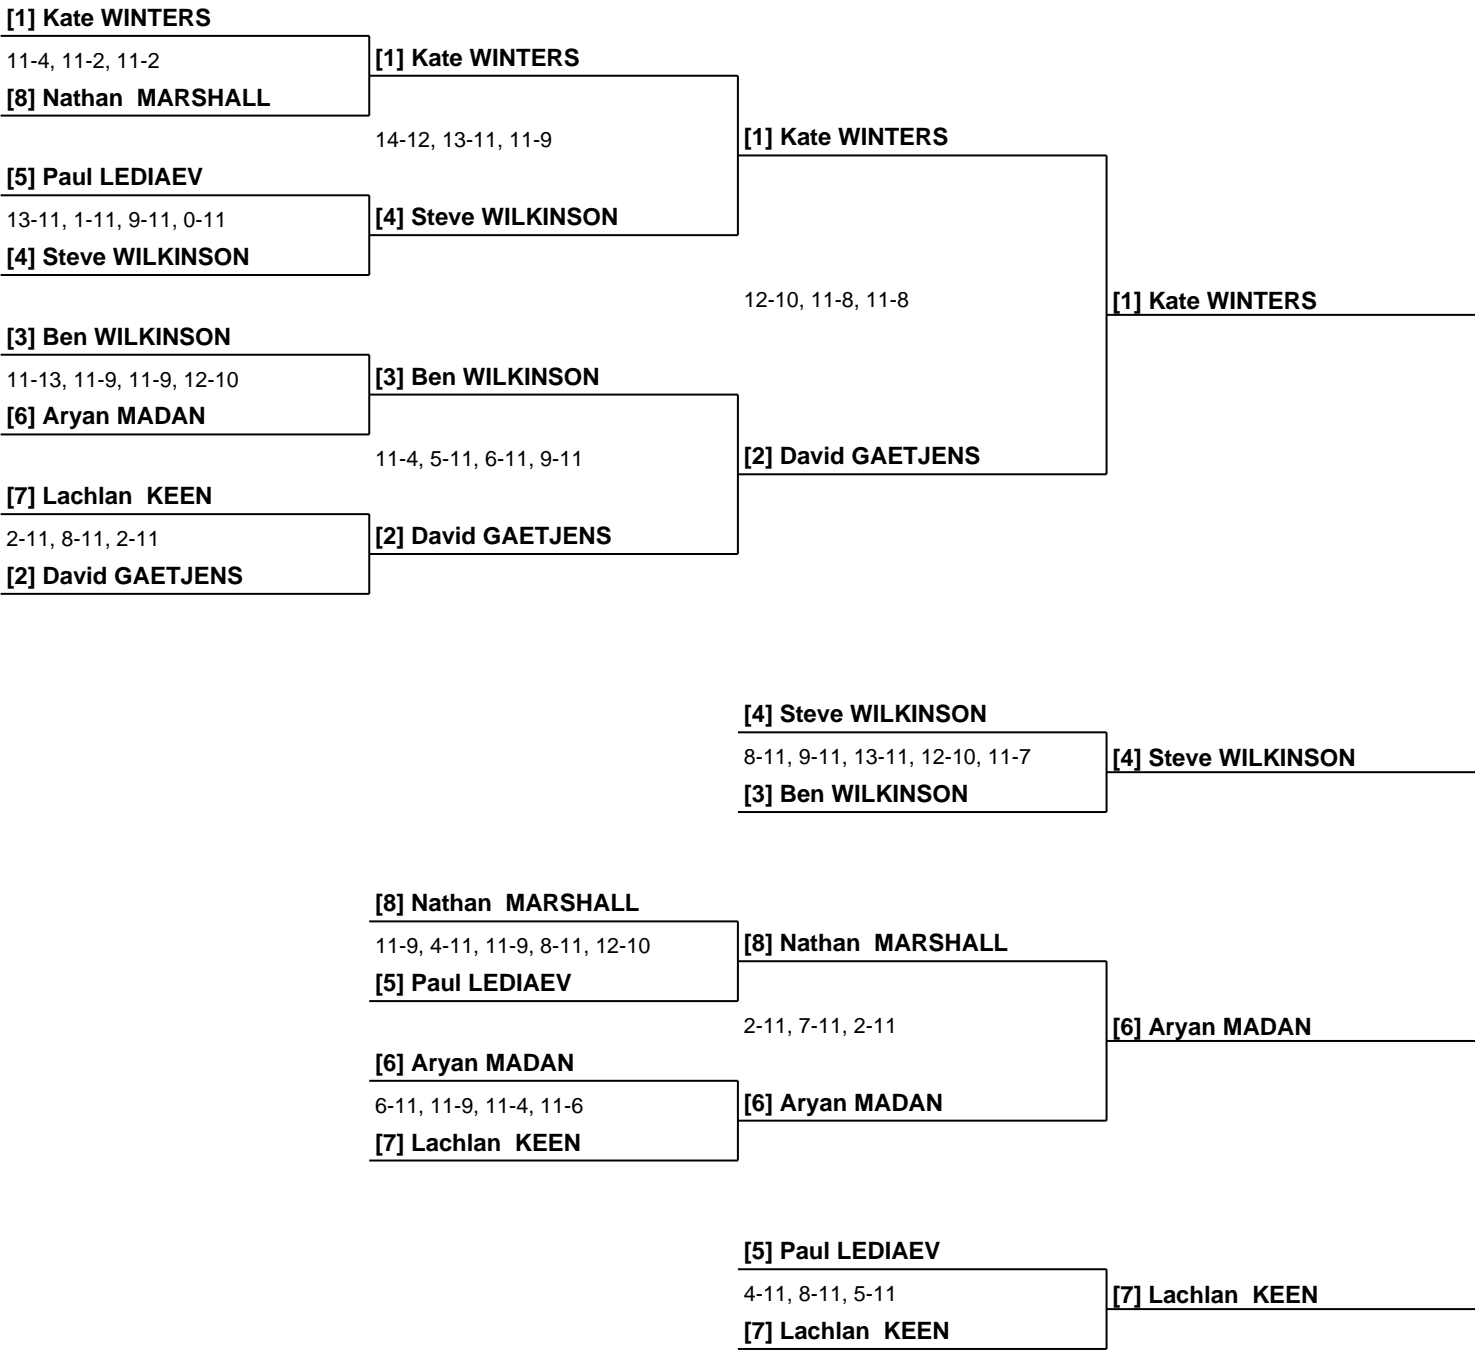 [1] Kate WINTERS
11-4, 11-2, 11-2
[1] Kate WINTERS
[8] Nathan  MARSHALL
14-12, 13-11, 11-9
[1] Kate WINTERS
[5] Paul LEDIAEV
13-11, 1-11, 9-11, 0-11
[4] Steve WILKINSON
[4] Steve WILKINSON
12-10, 11-8, 11-8
[1] Kate WINTERS
[3] Ben WILKINSON
11-13, 11-9, 11-9, 12-10
[3] Ben WILKINSON
[6] Aryan MADAN
11-4, 5-11, 6-11, 9-11
[2] David GAETJENS
[7] Lachlan  KEEN
2-11, 8-11, 2-11
[2] David GAETJENS
[2] David GAETJENS
[4] Steve WILKINSON
8-11, 9-11, 13-11, 12-10, 11-7
[4] Steve WILKINSON
[3] Ben WILKINSON
[8] Nathan  MARSHALL
11-9, 4-11, 11-9, 8-11, 12-10
[8] Nathan  MARSHALL
[5] Paul LEDIAEV
2-11, 7-11, 2-11
[6] Aryan MADAN
[6] Aryan MADAN
6-11, 11-9, 11-4, 11-6
[6] Aryan MADAN
[7] Lachlan  KEEN
[5] Paul LEDIAEV
4-11, 8-11, 5-11
[7] Lachlan  KEEN
[7] Lachlan  KEEN